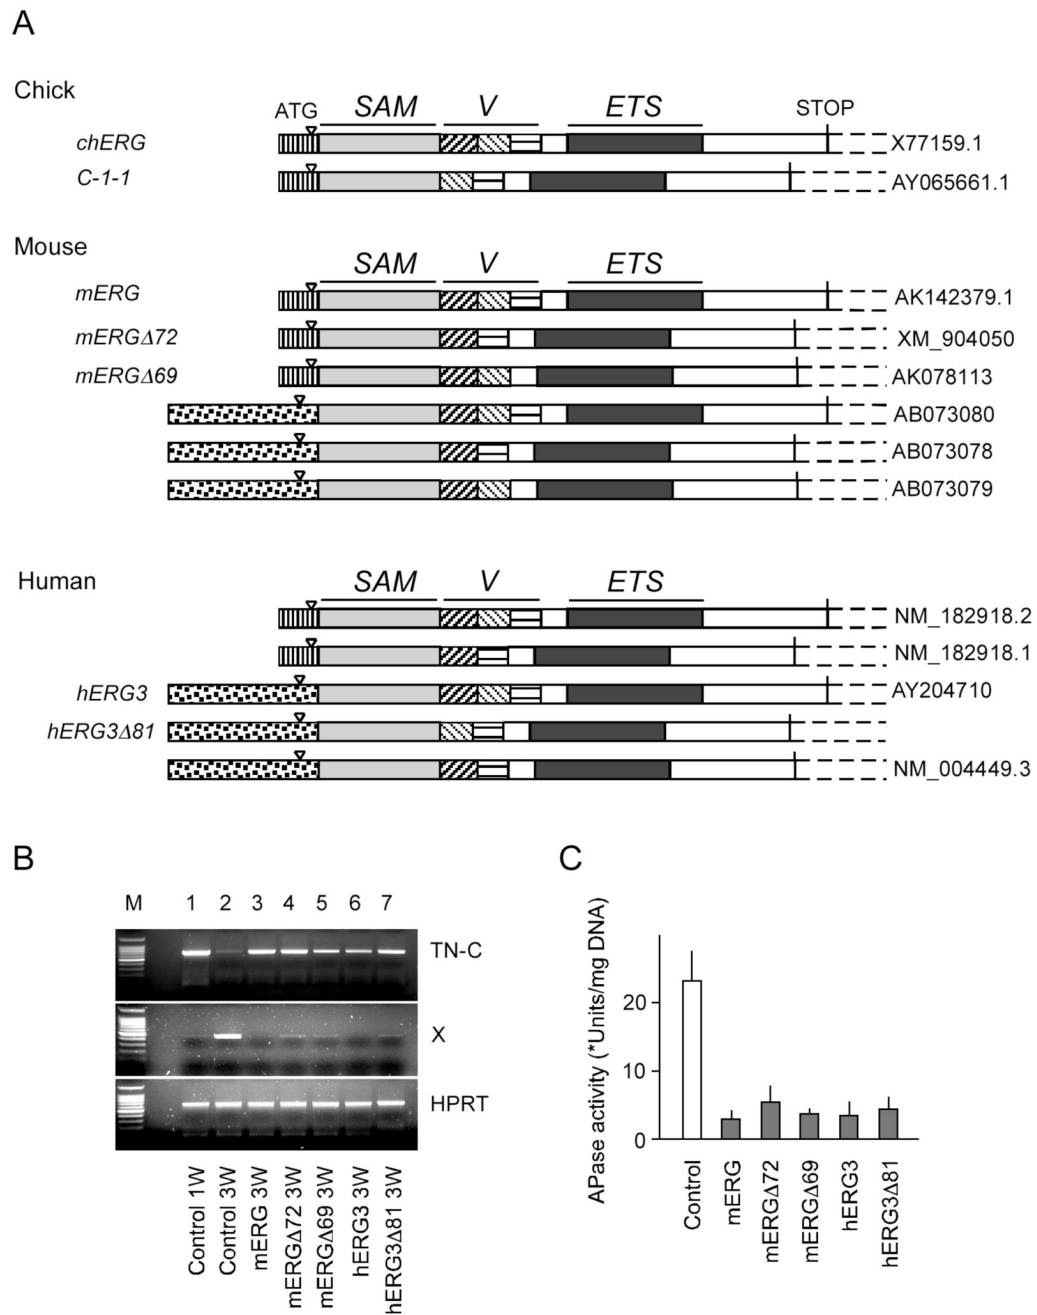 A
Chick
ATG SAM V ETS STOP
chERG X77159.1
C-1-1 AY065661.1
Mouse
SAM V ETS
mERG AK142379.1
mERGΔ72 XM_904050
mERGΔ69 AK078113
AB073080
AB073078
AB073079
Human
SAM V ETS
NM_182918.2
NM_182918.1
hERG3 AY204710
hERG3Δ81
NM_004449.3
B
M 1 2 3 4 5 6 7
TN-C
X
HPRT
Control 1W
Control 3W
mERG 3W
mERGΔ72 3W
mERGΔ69 3W
hERG3 3W
hERG3Δ81 3W
C
APase activity (*Units/mg DNA)
20
10
0
Control
mERG
mERGΔ72
mERGΔ69
hERG3
hERG3Δ81